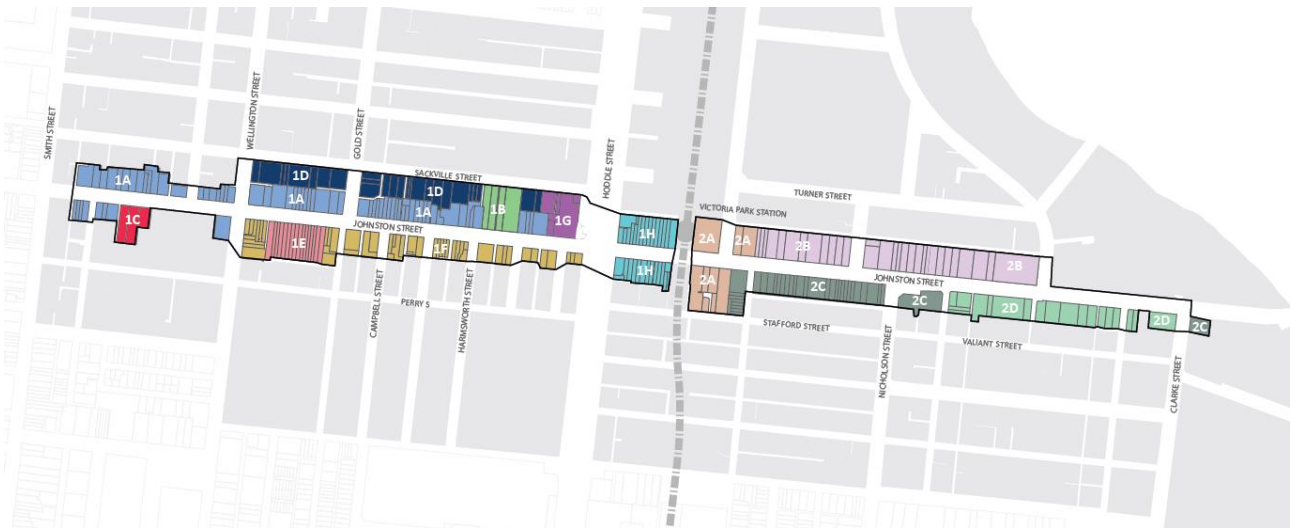 SMITH STREET
WELLINGTON STREET
GOLD STREET
HODDLE STREET
1A
1D
SACKVILLE STREET
1D
1A
1A
1B
1G
1C
JOHNSTON STREET
1E
1F
1H
1H
CAMPBELL STREET
HARMSWORTH STREET
PERRY S
TURNER STREET
VICTORIA PARK STATION
2A
2A
2B
2B
JOHNSTON STREET
2A
2C
2C
2D
2D
2C
STAFFORD STREET
NICHOLSON STREET
VALIANT STREET
CLARKE STREET